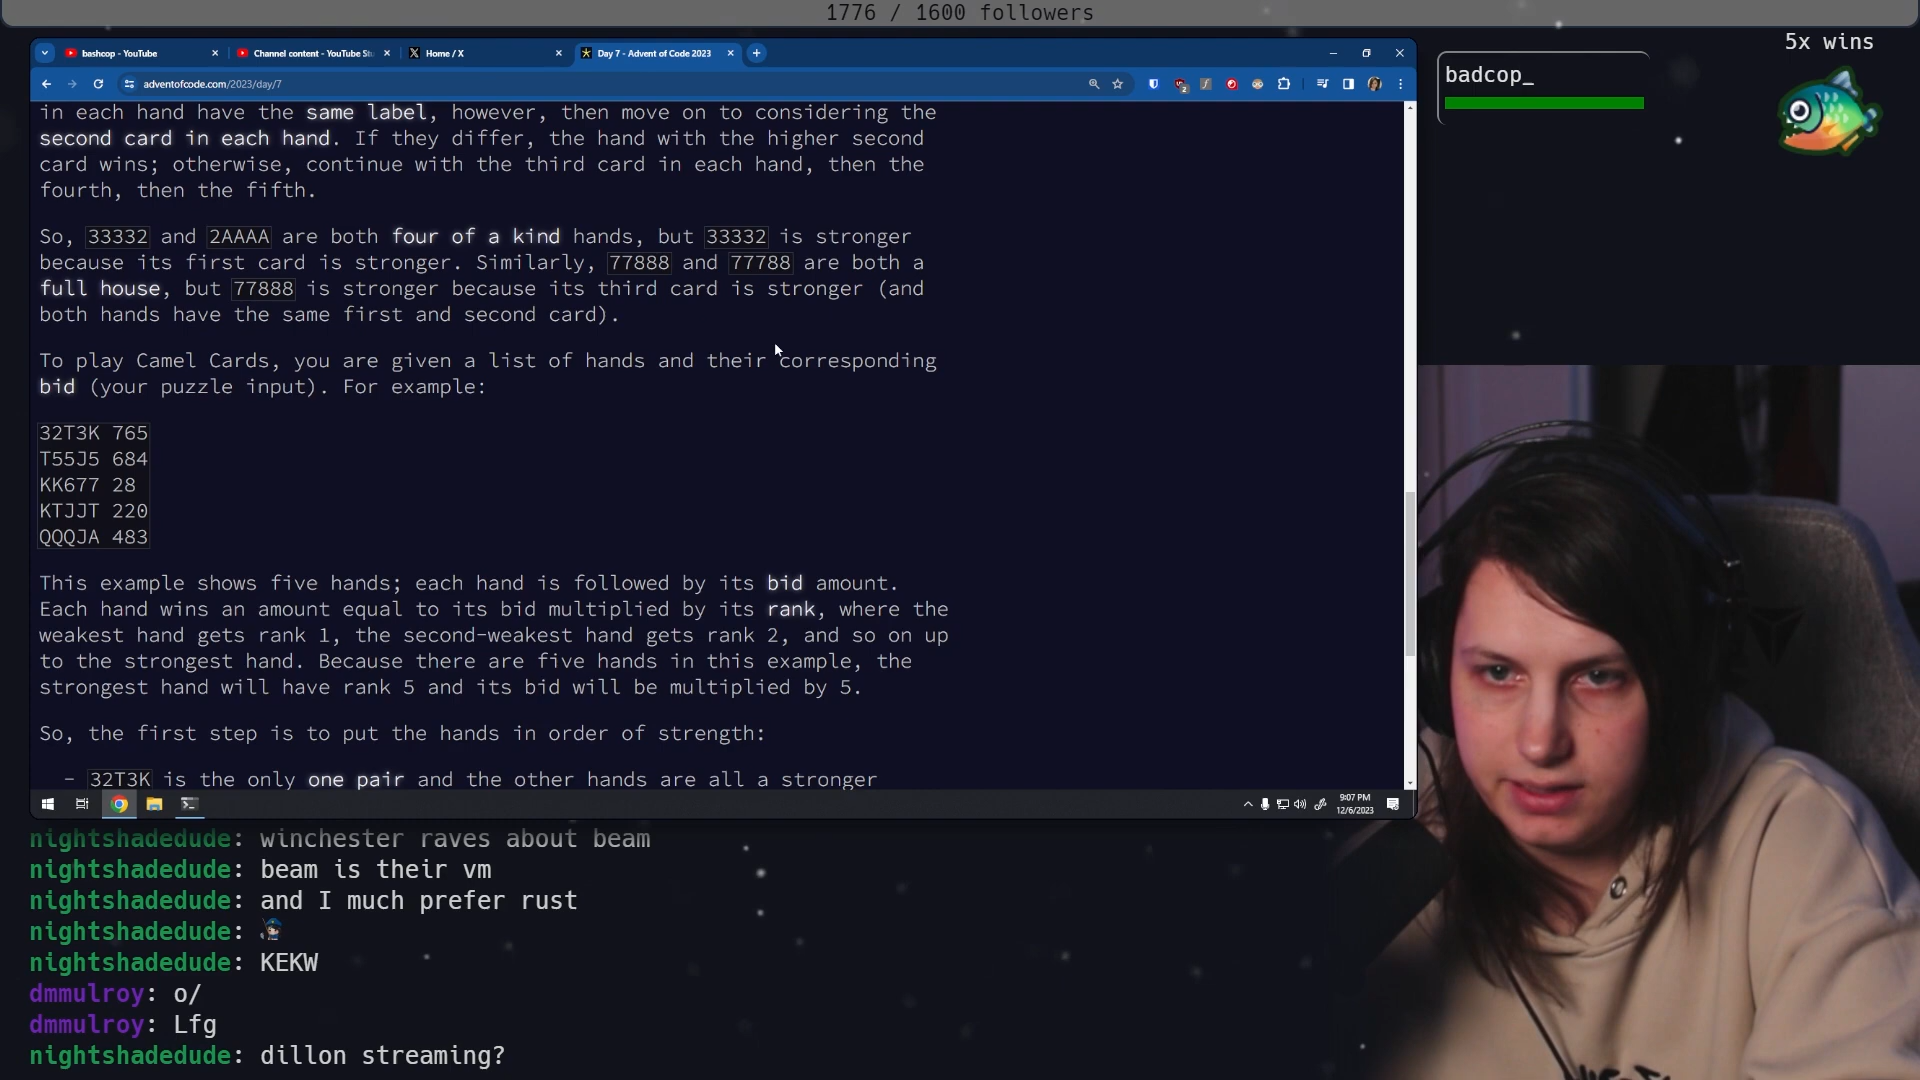 1776 / 1600 followers
bashcop - YouTube
Channel content - YouTube St
Home / X
Day 7 - Advent of Code 2023
5x wins
badcop_
adventofcode.com/2023/day/7
in each hand have the same label, however, then move on to considering the
second card in each hand. If they differ, the hand with the higher second
card wins; otherwise, continue with the third card in each hand, then the
fourth, then the fifth.
So, 33332 and 2AAAA are both four of a kind hands, but 33332 is stronger
because its first card is stronger. Similarly, 77888 and 77788 are both a
full house, but 77888 is stronger because its third card is stronger (and
both hands have the same first and second card).
To play Camel Cards, you are given a list of hands and their corresponding
bid (your puzzle input). For example:
32T3K 765
T55J5 684
KK677 28
KTJJT 220
QQQJA 483
This example shows five hands; each hand is followed by its bid amount.
Each hand wins an amount equal to its bid multiplied by its rank, where the
weakest hand gets rank 1, the second-weakest hand gets rank 2, and so on up
to the strongest hand. Because there are five hands in this example, the
strongest hand will have rank 5 and its bid will be multiplied by 5.
So, the first step is to put the hands in order of strength:
- 32T3K is the only one pair and the other hands are all a stronger
9:07 PM
12/6/2023
nightshadedude: winchester raves about beam
nightshadedude: beam is their vm
nightshadedude: and I much prefer rust
nightshadedude:
nightshadedude: KEKW
dmmulroy: o/
dmmulroy: Lfg
nightshadedude: dillon streaming?